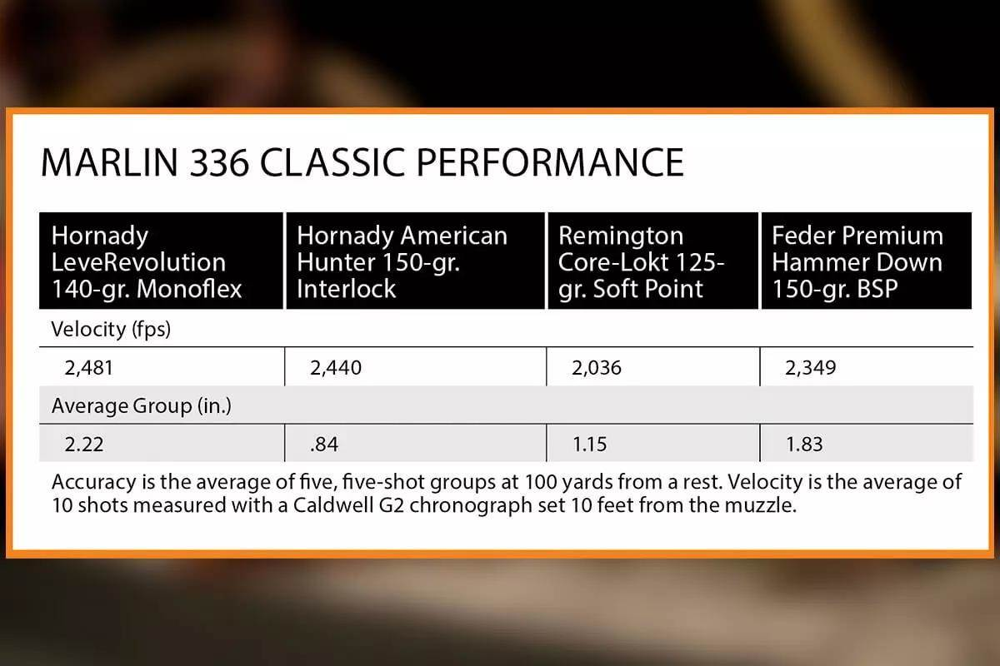 MARLIN 336 CLASSIC PERFORMANCE
Hornady
LeveRevolution
140-gr. Monoflex
Hornady American
Hunter 150-gr.
Interlock
Remington
Core-Lokt 125-
gr. Soft Point
Feder Premium
Hammer Down
150-gr. BSP
Velocity (fps)
2,481 2,440 2,036 2,349
Average Group (in.)
2.22 .84 1.15 1.83
Accuracy is the average of five, five-shot groups at 100 yards from a rest. Velocity is the average of
10 shots measured with a Caldwell G2 chronograph set 10 feet from the muzzle.